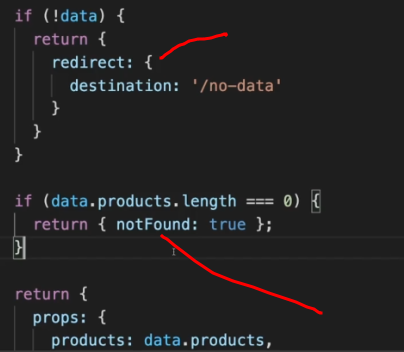 if (!data) {
return {
redirect: {
destination: '/no-data'
}
}
}
if (data.products.length === 0) {
return { notFound: true };
}
return {
props: {
products: data.products,